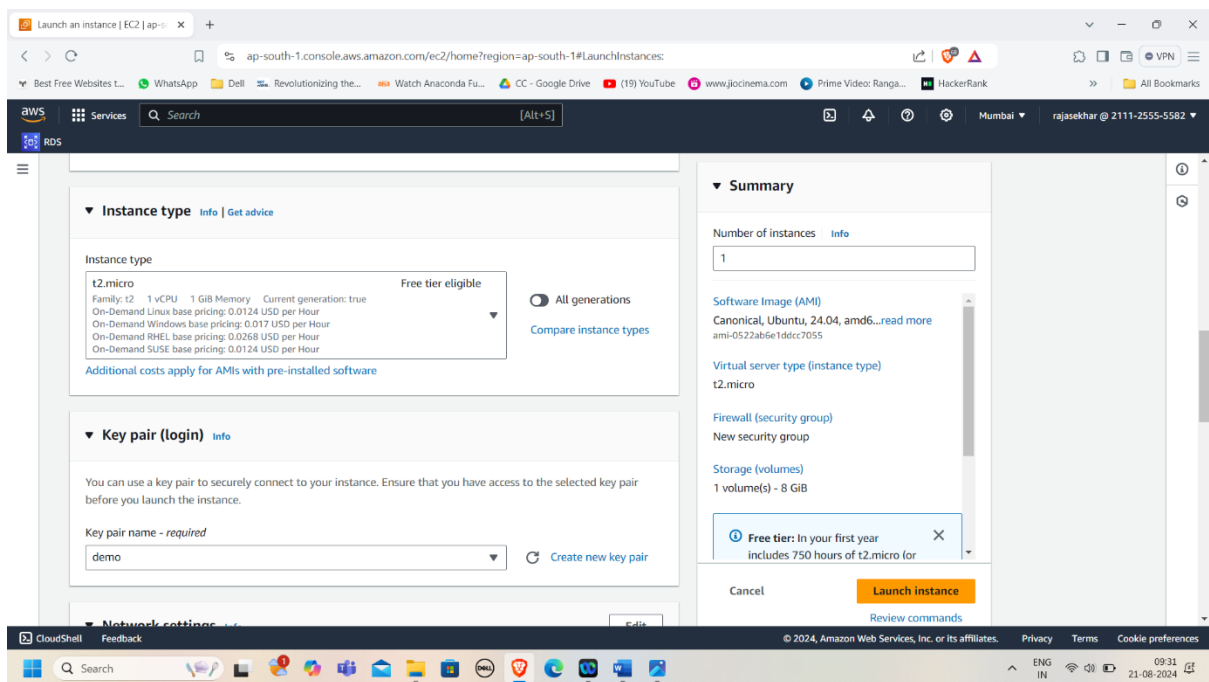 Launch an instance | EC2 | ap-s
ap-south-1.console.aws.amazon.com/ec2/home?region=ap-south-1#LaunchInstances:
VPN
Best Free Websites t... WhatsApp Dell Revolutionizing the... Watch Anaconda Fu... CC - Google Drive (19) YouTube www.jiocinema.com Prime Video: Ranga... HackerRank All Bookmarks
aws Services Search [Alt+S] Mumbai rajasekhar @ 2111-2555-5582
RDS
Instance type Info | Get advice
Instance type
t2.micro Free tier eligible
Family: t2 1 vCPU 1 GiB Memory Current generation: true
On-Demand Linux base pricing: 0.0124 USD per Hour
On-Demand Windows base pricing: 0.017 USD per Hour
On-Demand RHEL base pricing: 0.0268 USD per Hour
On-Demand SUSE base pricing: 0.0124 USD per Hour
All generations
Compare instance types
Additional costs apply for AMIs with pre-installed software
Key pair (login) Info
You can use a key pair to securely connect to your instance. Ensure that you have access to the selected key pair
before you launch the instance.
Key pair name - required
demo
Create new key pair
Network settings Info
Edit
Summary
Number of instances Info
1
Software Image (AMI)
Canonical, Ubuntu, 24.04, amd6...read more
ami-0522ab6e1ddcc7055
Virtual server type (instance type)
t2.micro
Firewall (security group)
New security group
Storage (volumes)
1 volume(s) - 8 GiB
Free tier: In your first year
includes 750 hours of t2.micro (or
Cancel
Launch instance
Review commands
CloudShell Feedback © 2024, Amazon Web Services, Inc. or its affiliates. Privacy Terms Cookie preferences
Search
ENG
IN
09:31
21-08-2024